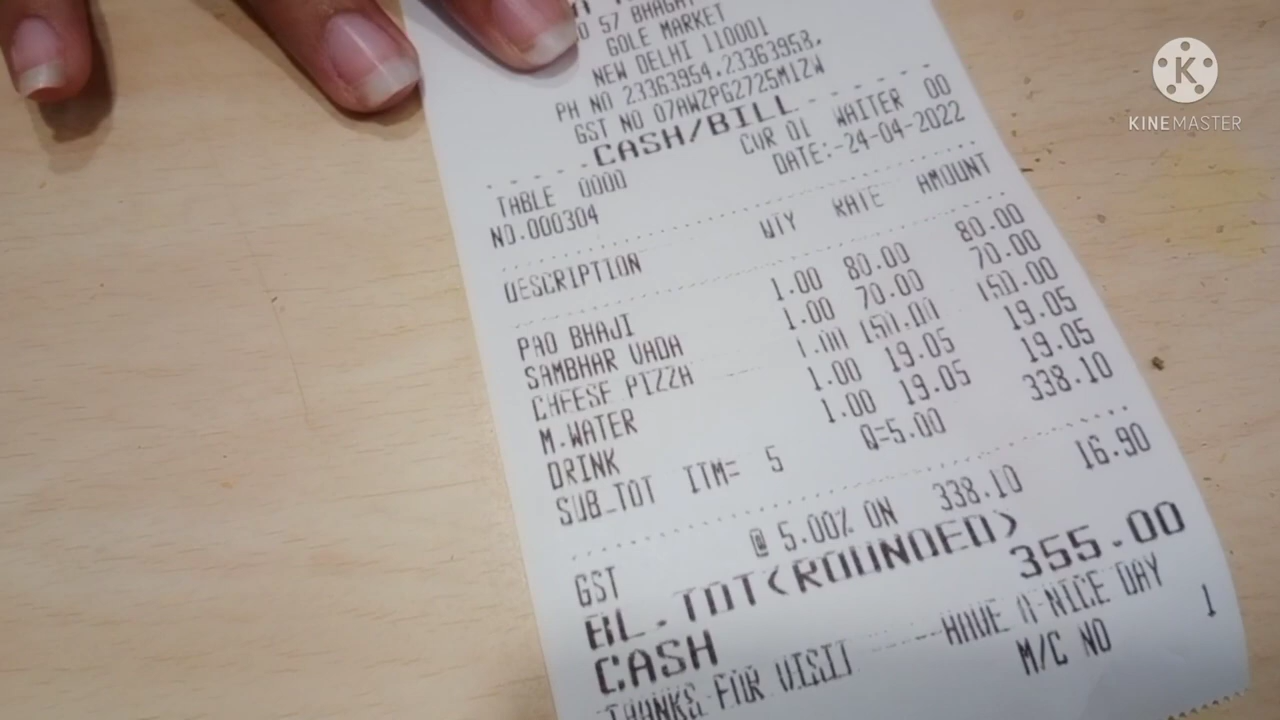 57 BHAGAT
GOLE MARKET
NEW DELHI 110001
PH NO 23363954,23363958,
GST NO 07AWZPG2725M1ZW
CASH/BILL
TABLE 0000 CUR 01 WAITER 00
NO.000304 DATE:-24-04-2022
DESCRIPTION QTY RATE AMOUNT
PAO BHAJI 1.00 80.00 80.00
SAMBHAR VADA 1.00 70.00 70.00
CHEESE PIZZA 1.00 150.00 150.00
M.WATER 1.00 19.05 19.05
DRINK 1.00 19.05 19.05
SUB_TOT ITM= 5 Q=5.00 338.10
GST @ 5.00% ON 338.10 16.90
BL.TOT(ROUNDED)
CASH 355.00
THANKS FOR VISIT -----HAVE A NICE DAY
M/C NO 1
KINEMASTER